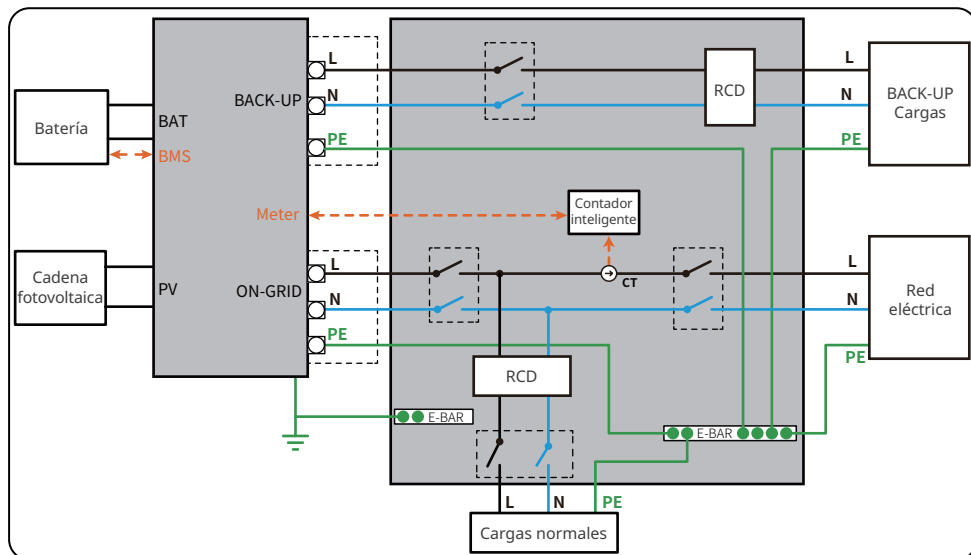 L
L
BACK-UP
N
RCD
N
BACK-UP
Cargas
Batería
BAT
PE
PE
BMS
Meter
Contador
inteligente
L
L
CT
Cadena
fotovoltaica
PV
ON-GRID
N
N
Red
eléctrica
PE
PE
RCD
E-BAR
E-BAR
L
N
PE
Cargas normales